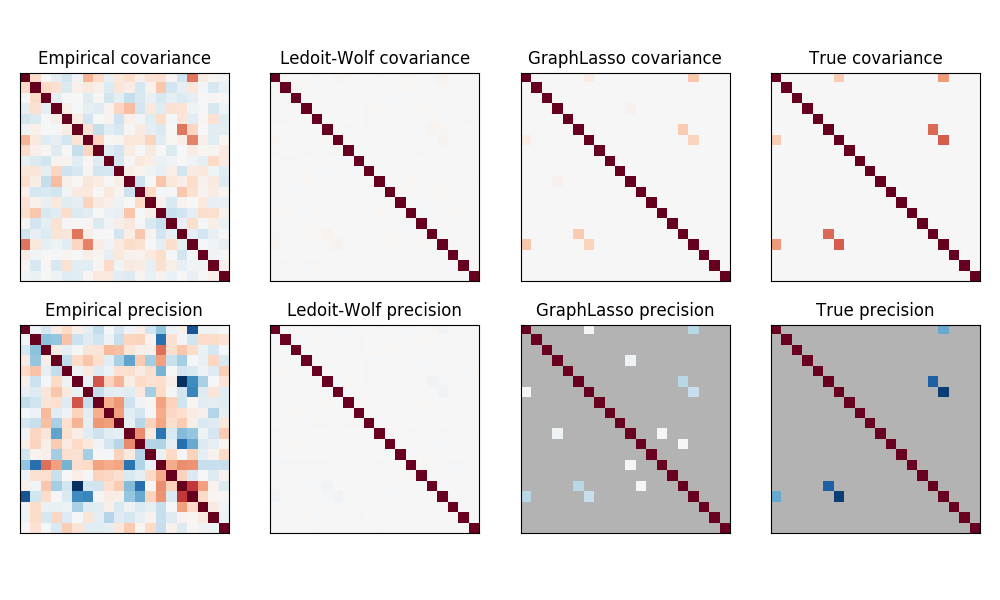 Empirical covariance
Ledoit-Wolf covariance
GraphLasso covariance
True covariance
Empirical precision
Ledoit-Wolf precision
GraphLasso precision
True precision